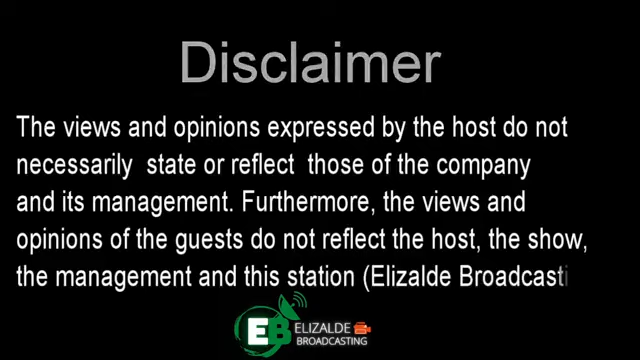 Disclaimer
The views and opinions expressed by the host do not
necessarily state or reflect those of the company
and its management. Furthermore, the views and
opinions of the guests do not reflect the host, the show,
the management and this station (Elizalde Broadcasti
EB ELIZALDE
BROADCASTING